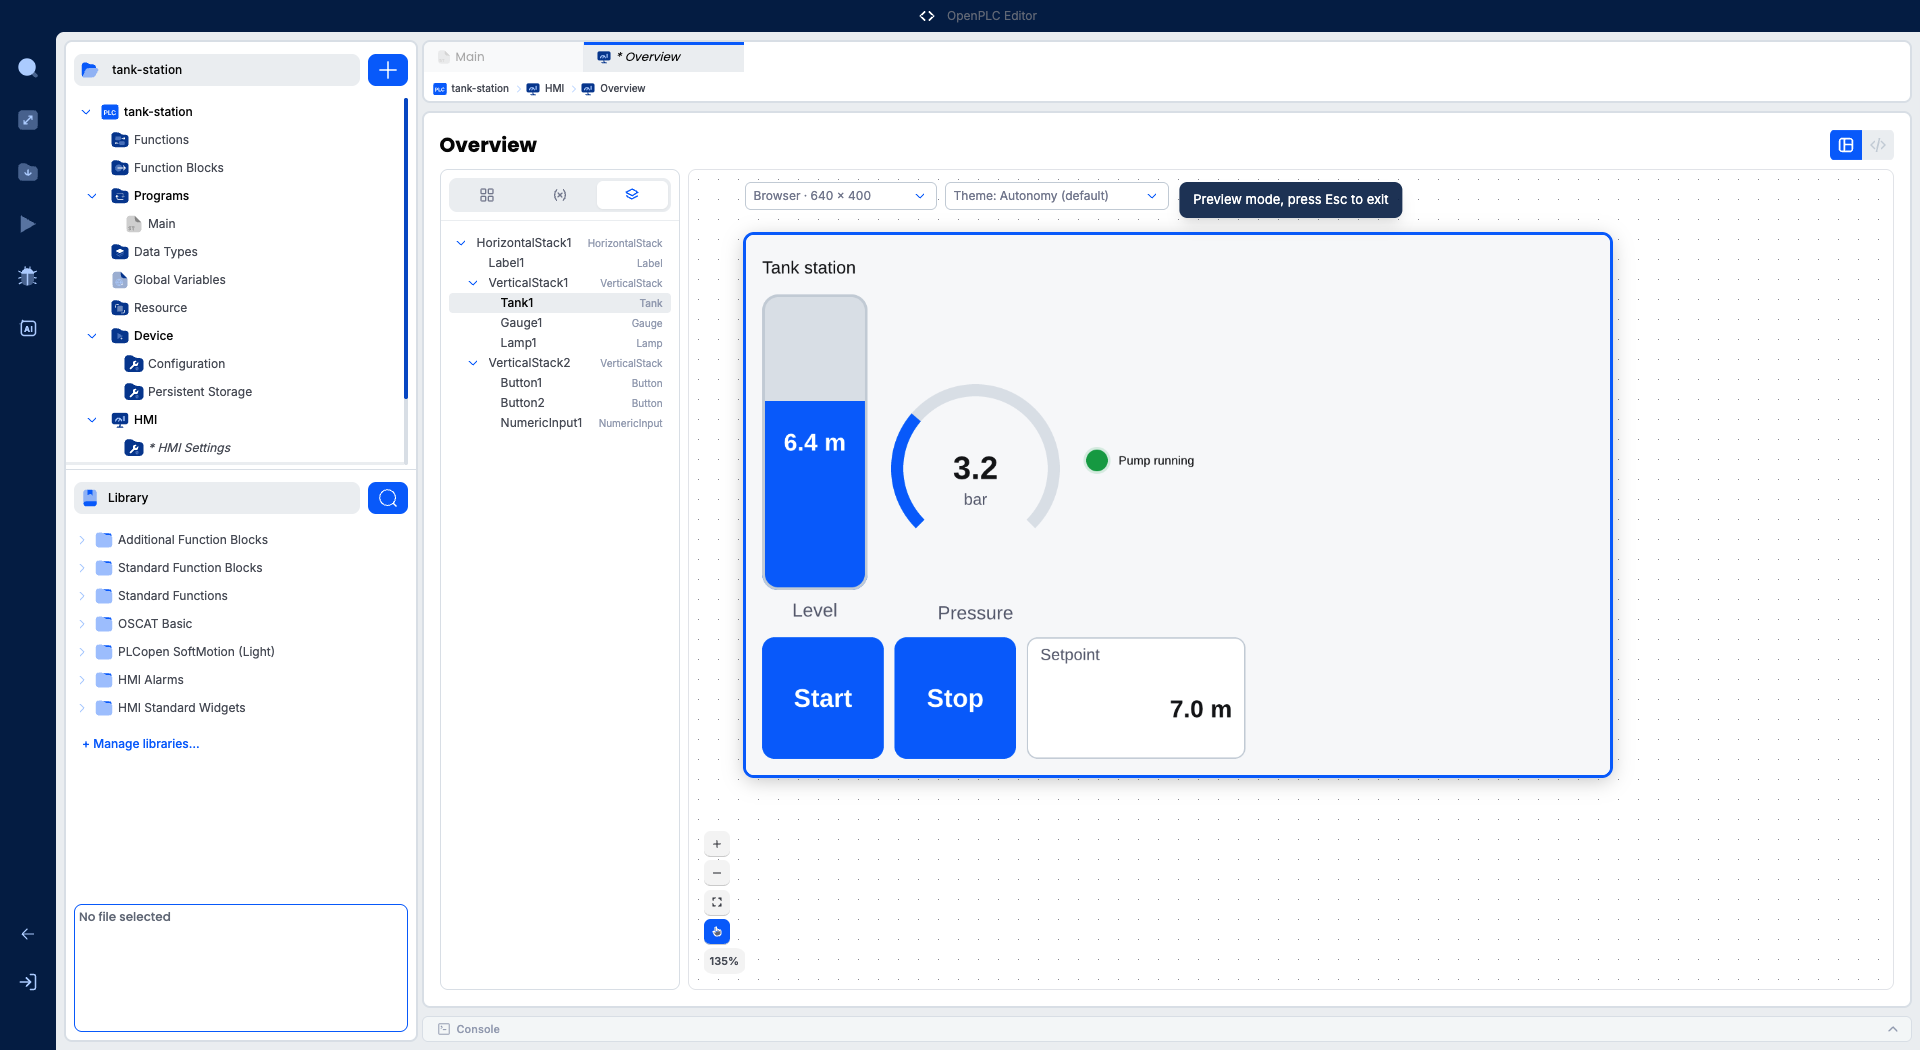 OpenPLC Editor
tank-station
tank-station
Functions
Function Blocks
Programs
Main
Data Types
Global Variables
Resource
Device
Configuration
Persistent Storage
HMI
* HMI Settings
Library
Additional Function Blocks
Standard Function Blocks
Standard Functions
OSCAT Basic
PLCopen SoftMotion (Light)
HMI Alarms
HMI Standard Widgets
+ Manage libraries...
No file selected
Main
* Overview
tank-station
HMI
Overview
Overview
HorizontalStack1 HorizontalStack
Label1 Label
VerticalStack1 VerticalStack
Tank1 Tank
Gauge1 Gauge
Lamp1 Lamp
VerticalStack2 VerticalStack
Button1 Button
Button2 Button
NumericInput1 NumericInput
Browser · 640 × 400
Theme: Autonomy (default)
Preview mode, press Esc to exit
Tank station
6.4 m
Level
3.2
bar
Pressure
Pump running
Start
Stop
Setpoint
7.0 m
135%
Console